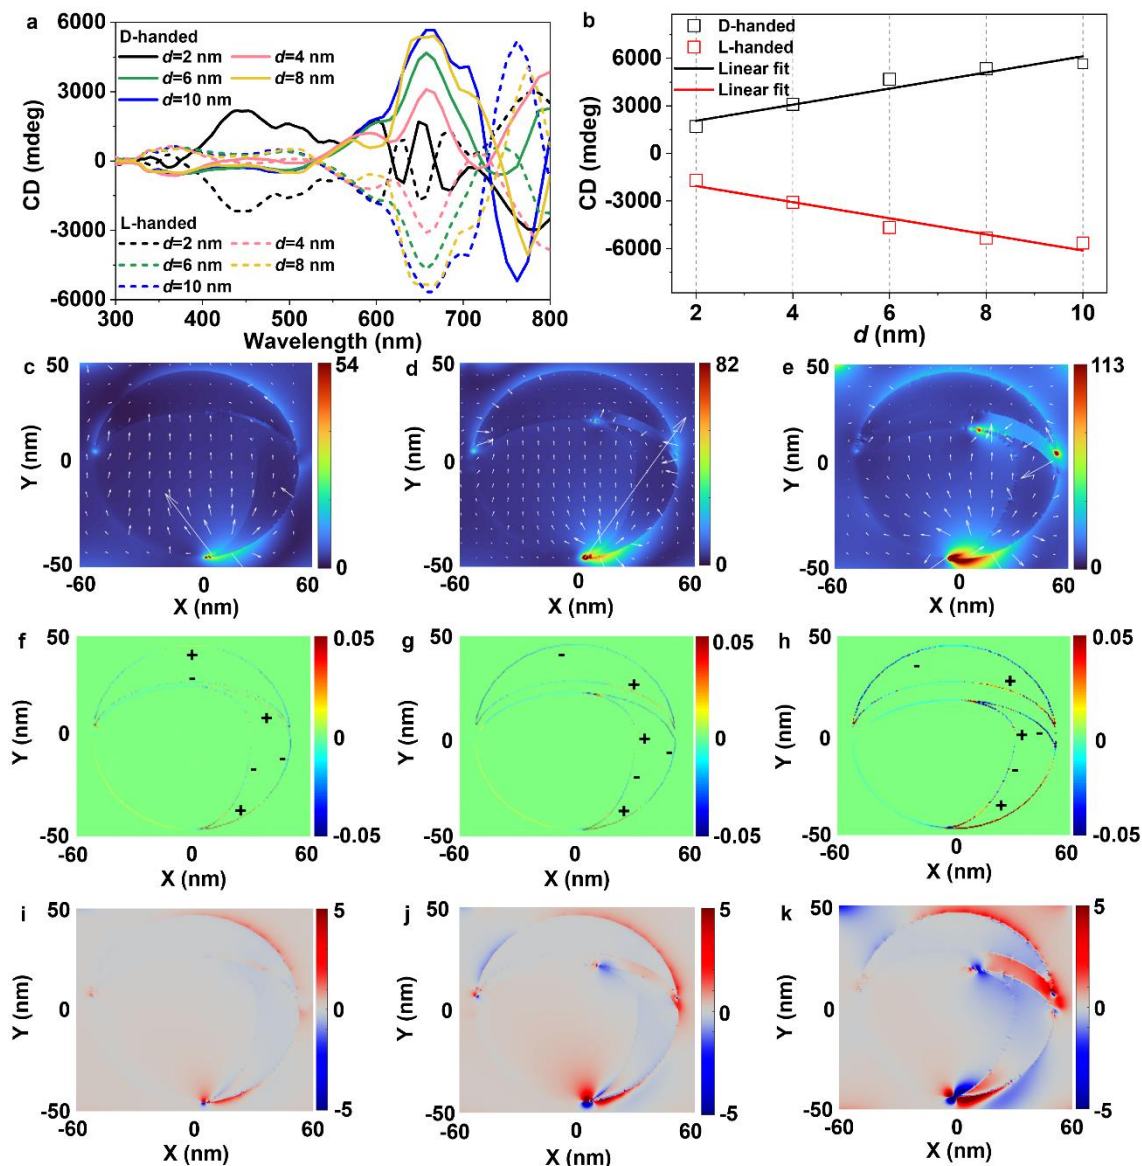 a
CD (mdeg)
6000
3000
0
-3000
-6000
D-handed
d=2 nm d=4 nm
d=6 nm d=8 nm
d=10 nm
L-handed
d=2 nm d=4 nm
d=6 nm d=8 nm
d=10 nm
300 400 500 600 700 800
Wavelength (nm)
b
CD (mdeg)
6000
3000
0
-3000
-6000
D-handed
L-handed
Linear fit
Linear fit
2 4 6 8 10
d (nm)
c
Y (nm)
50
0
-50
-60 0 60
X (nm)
54
0
d
Y (nm)
50
0
-50
-60 0 60
X (nm)
82
0
e
Y (nm)
50
0
-50
-60 0 60
X (nm)
113
0
f
Y (nm)
50
0
-50
-60 0 60
X (nm)
+
-
+
-
-
+
0.05
0
-0.05
g
Y (nm)
50
0
-50
-60 0 60
X (nm)
-
+
+
-
-
+
0.05
0
-0.05
h
Y (nm)
50
0
-50
-60 0 60
X (nm)
-
+
+
-
-
+
0.05
0
-0.05
i
Y (nm)
50
0
-50
-60 0 60
X (nm)
5
0
-5
j
Y (nm)
50
0
-50
-60 0 60
X (nm)
5
0
-5
k
Y (nm)
50
0
-50
-60 0 60
X (nm)
5
0
-5